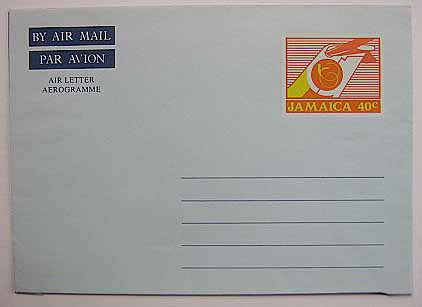 BY AIR MAIL
PAR AVION
AIR LETTER
AEROGRAMME
JAMAICA 40c